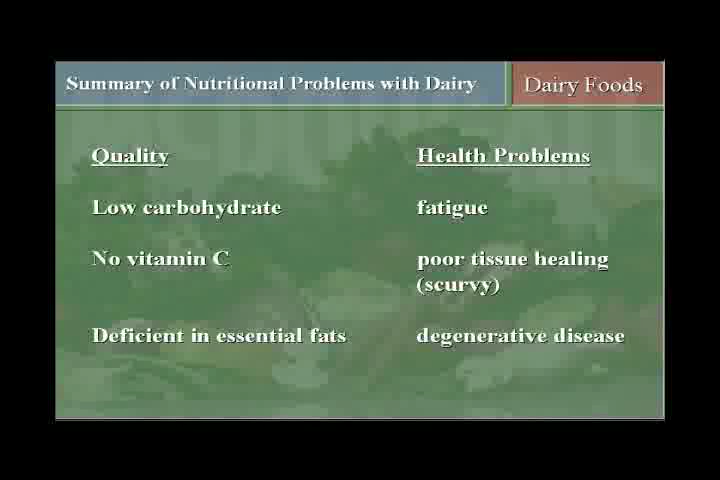 Summary of Nutritional Problems with Dairy
Dairy Foods
Quality
Health Problems
Low carbohydrate
fatigue
No vitamin C
poor tissue healing
(scurvy)
Deficient in essential fats
degenerative disease